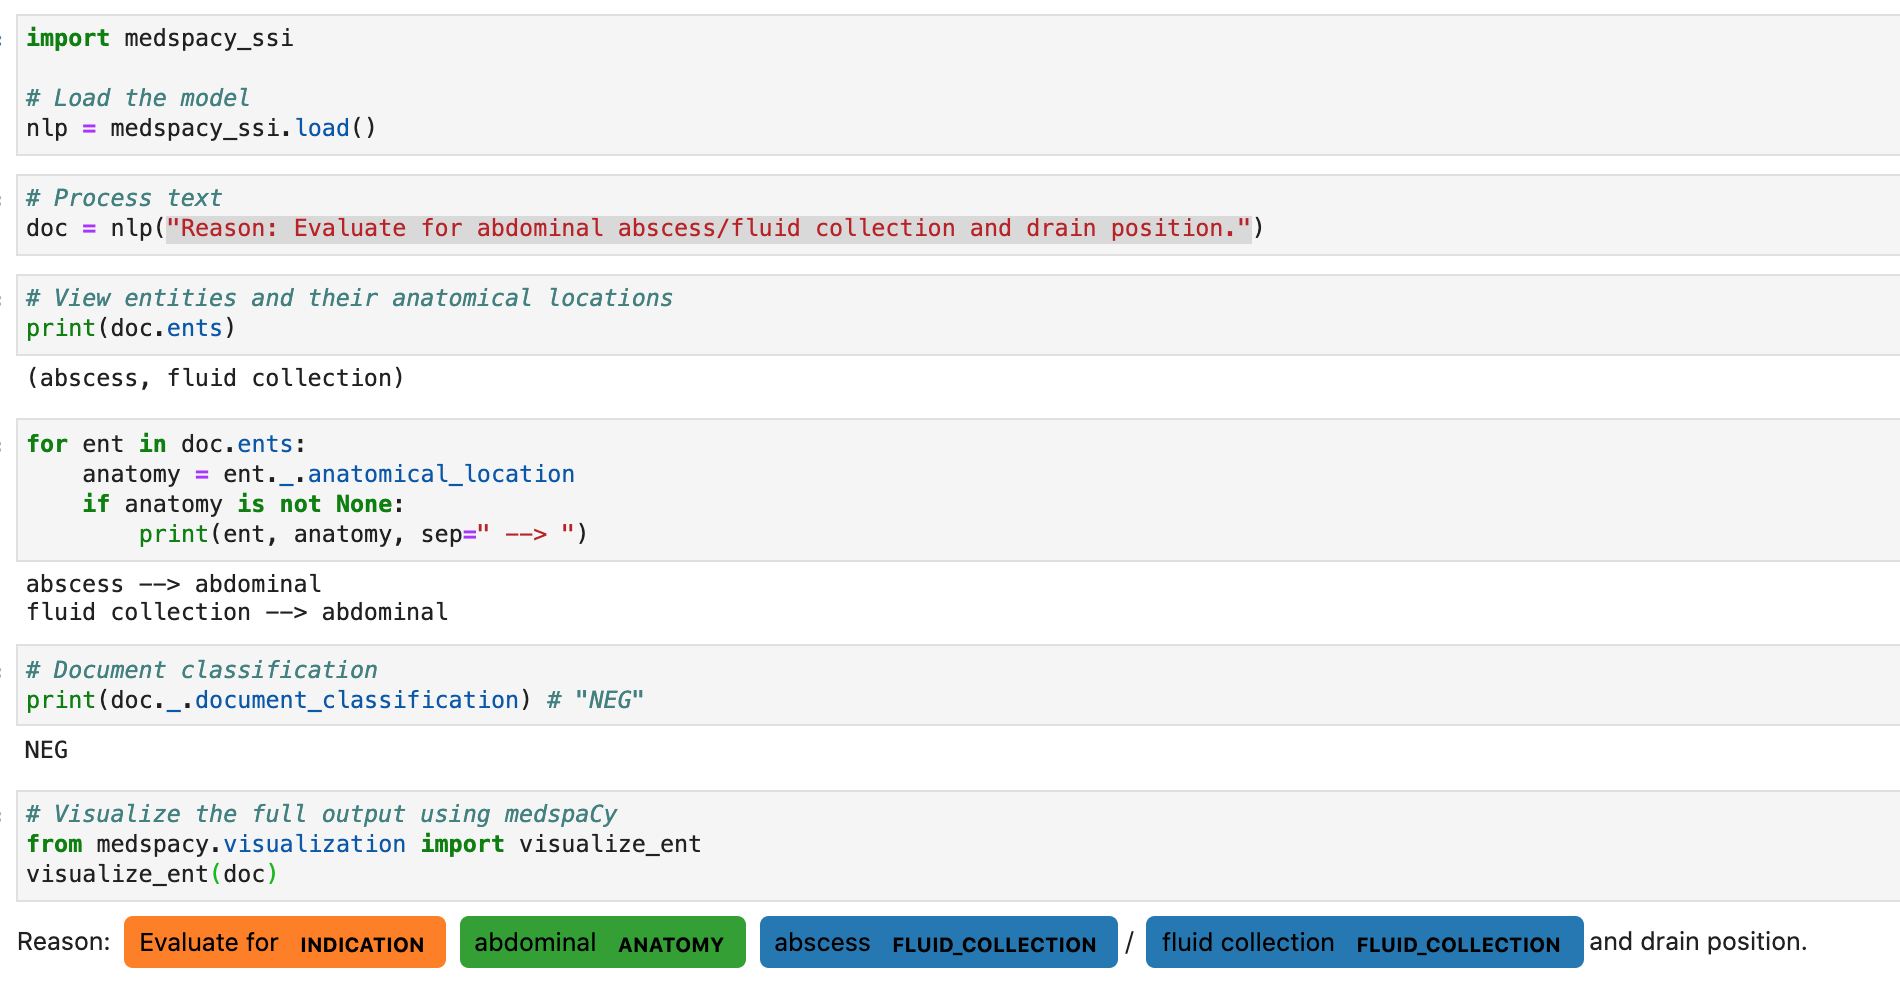 import medspacy_ssi
# Load the model
nlp = medspacy_ssi.load()
# Process text
doc = nlp("Reason: Evaluate for abdominal abscess/fluid collection and drain position.")
# View entities and their anatomical locations
print(doc.ents)
(abscess, fluid collection)
for ent in doc.ents:
    anatomy = ent._.anatomical_location
    if anatomy is not None:
        print(ent, anatomy, sep=" --> ")
abscess --> abdominal
fluid collection --> abdominal
# Document classification
print(doc._.document_classification) # "NEG"
NEG
# Visualize the full output using medspaCy
from medspacy.visualization import visualize_ent
visualize_ent(doc)
Reason: Evaluate for INDICATION abdominal ANATOMY abscess FLUID_COLLECTION / fluid collection FLUID_COLLECTION and drain position.